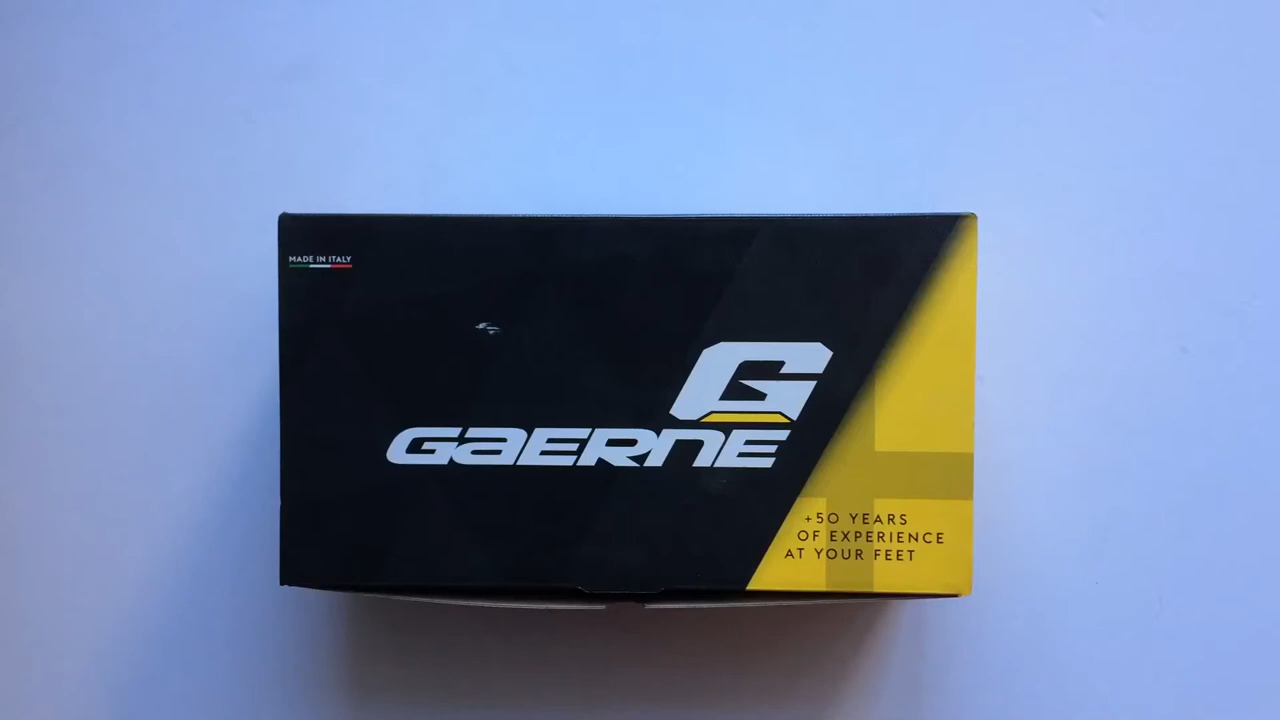 MADE IN ITALY
G
GAERNE
+50 YEARS
OF EXPERIENCE
AT YOUR FEET